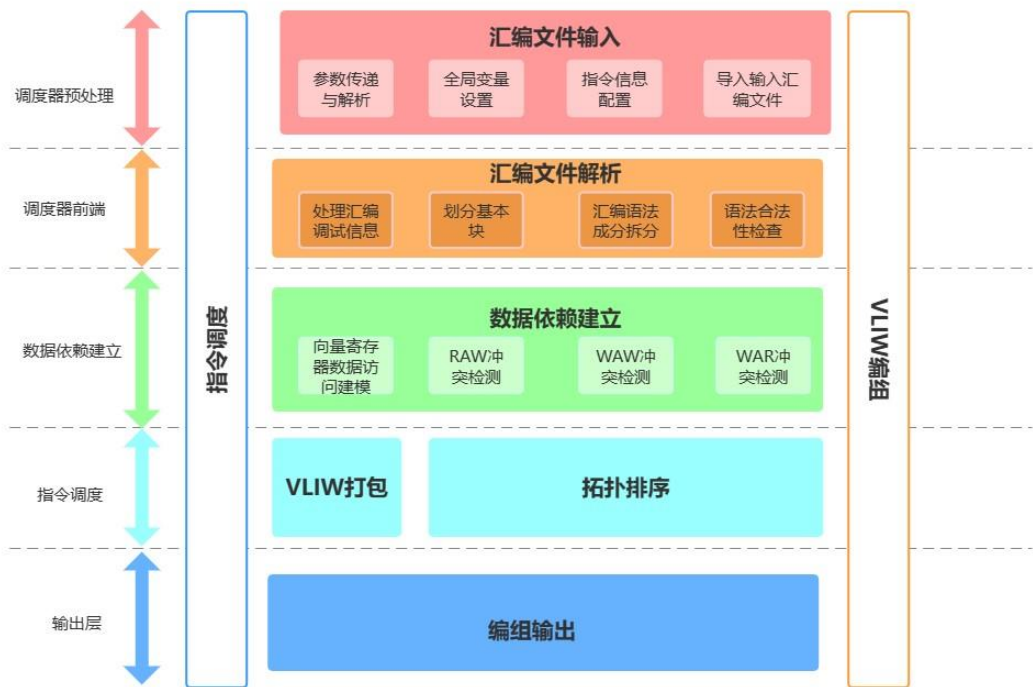 汇编文件输入
调度器预处理
参数传递
与解析
全局变量
设置
指令信息
配置
导入输入汇
编文件
汇编文件解析
调度器前端
处理汇编
调试信息
划分基本
块
汇编语法
成分拆分
语法合法
性检查
指令调度
VLIW编组
数据依赖建立
数据依赖建立
向量寄存
器数据访
问建模
RAW冲
突检测
WAW冲
突检测
WAR冲
突检测
指令调度
VLIW打包
拓扑排序
输出层
编组输出